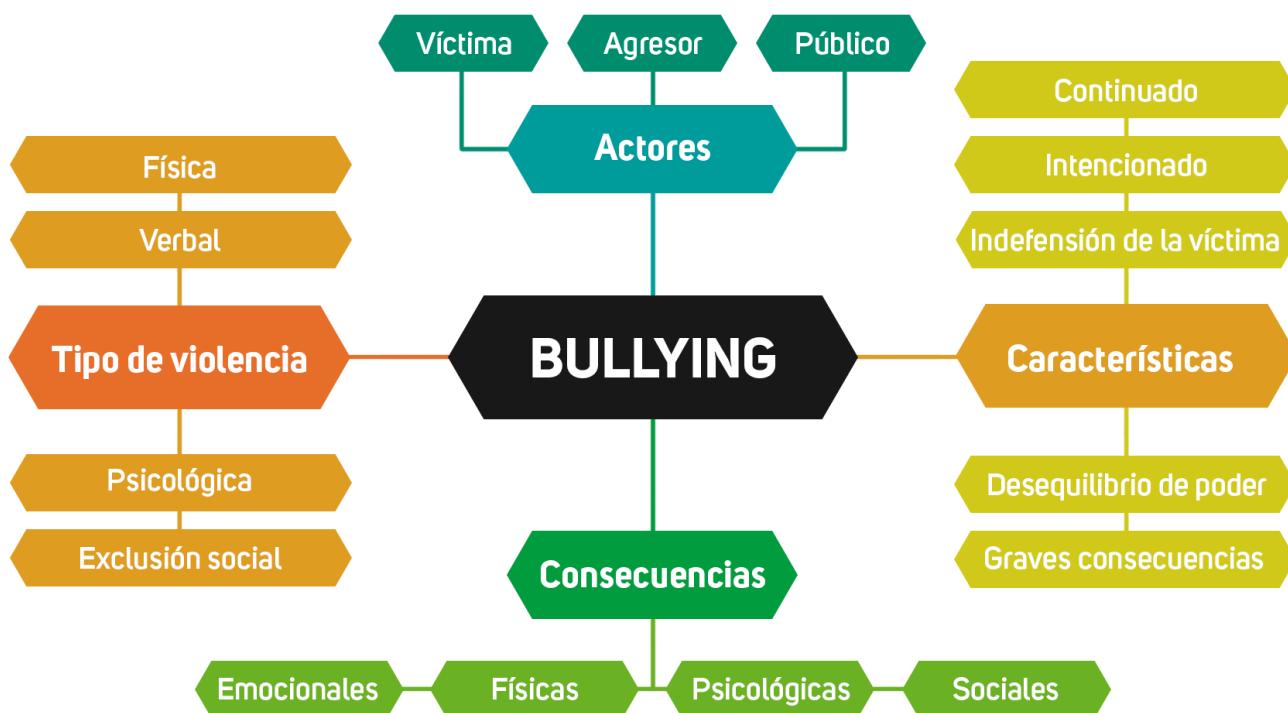 Víctima
Agresor
Público
Actores
Física
Verbal
Tipo de violencia
Psicológica
Exclusión social
BULLYING
Continuado
Intencionado
Indefensión de la víctima
Características
Desequilibrio de poder
Graves consecuencias
Consecuencias
Emocionales
Físicas
Psicológicas
Sociales